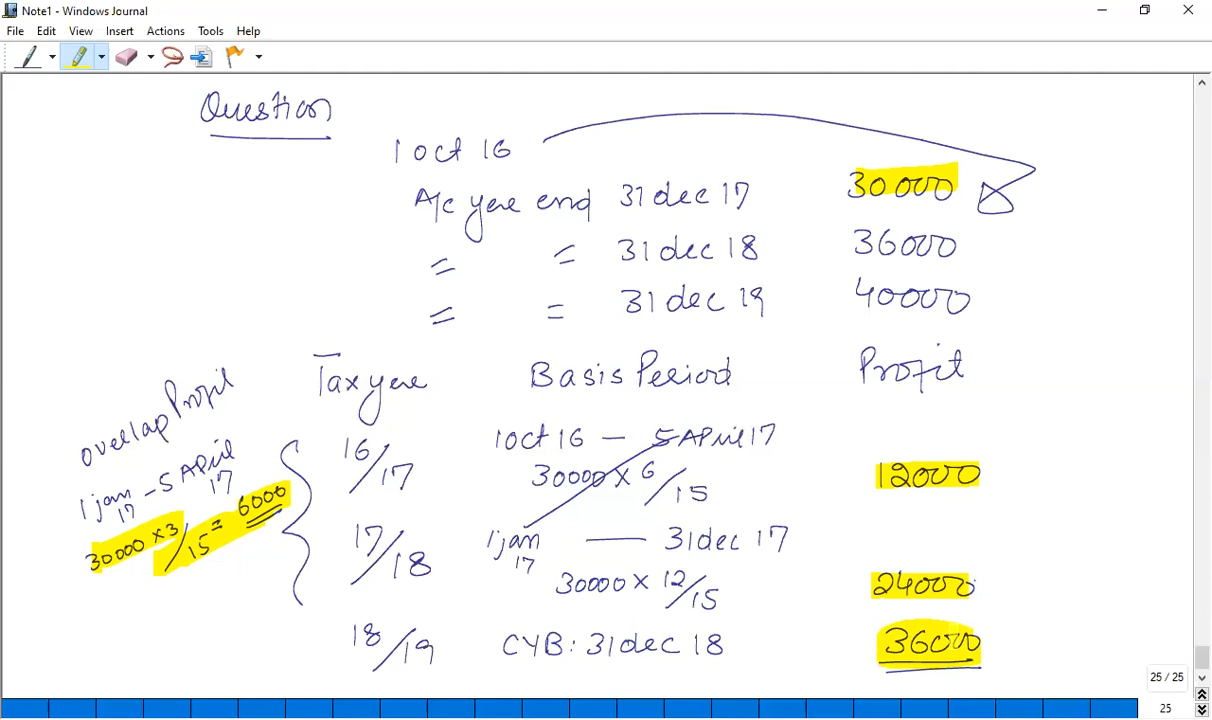 Note1 - Windows Journal
File Edit View Insert Actions Tools Help
Question
1 oct 16
A/c yere end 31 dec 17 30000
= = 31 dec 18 36000
= = 31 dec 19 40000
Tax yere Basis Period Profit
overlap Profit
1 jan 17 - 5 April 17
30000 x 3/15 = 6000
16/17 1 oct 16 — 5 April 17
30000 x 6/15 12000
17/18 1 jan 17 — 31 dec 17
30000 x 12/15 24000
18/19 CYB: 31 dec 18 36000
25 / 25
25